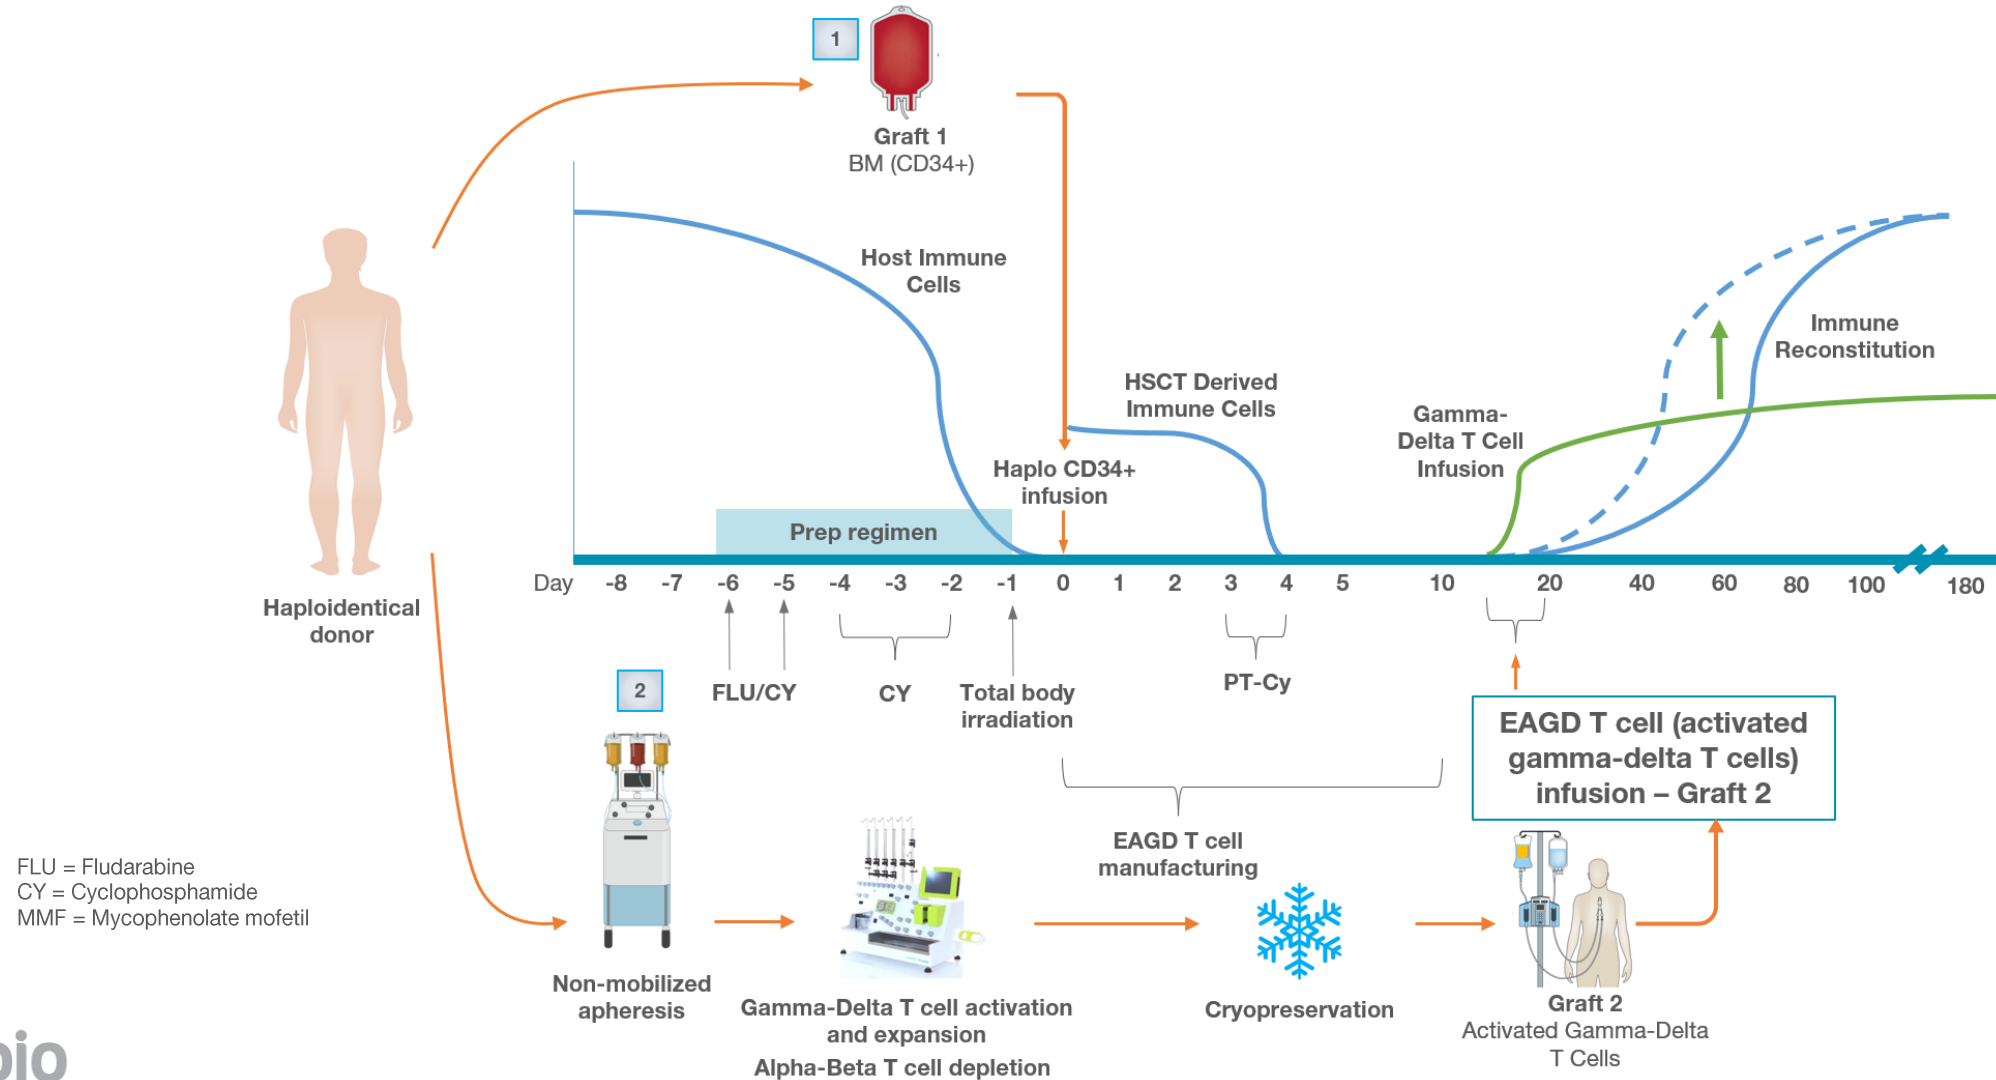 1
Graft 1
BM (CD34+)
Host Immune
Cells
HSCT Derived
Immune Cells
Haplo CD34+
infusion
Gamma-
Delta T Cell
Infusion
Immune
Reconstitution
Prep regimen
Day -8 -7 -6 -5 -4 -3 -2 -1 0 1 2 3 4 5 10 20 40 60 80 100 180
Haploidentical
donor
2
FLU/CY
CY
Total body
irradiation
PT-Cy
EAGD T cell (activated
gamma-delta T cells)
infusion – Graft 2
EAGD T cell
manufacturing
FLU = Fludarabine
CY = Cyclophosphamide
MMF = Mycophenolate mofetil
Non-mobilized
apheresis
Gamma-Delta T cell activation
and expansion
Alpha-Beta T cell depletion
Cryopreservation
Graft 2
Activated Gamma-Delta
T Cells
bio